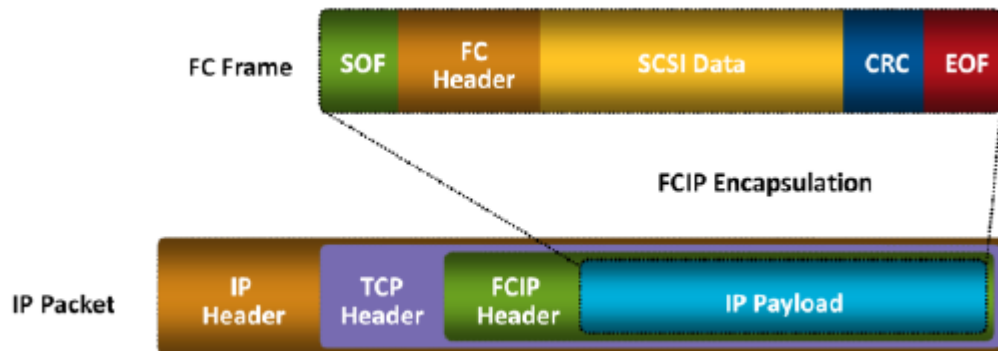 FC Frame
SOF
FC
Header
SCSI Data
CRC
EOF
FCIP Encapsulation
IP Packet
IP
Header
TCP
Header
FCIP
Header
IP Payload